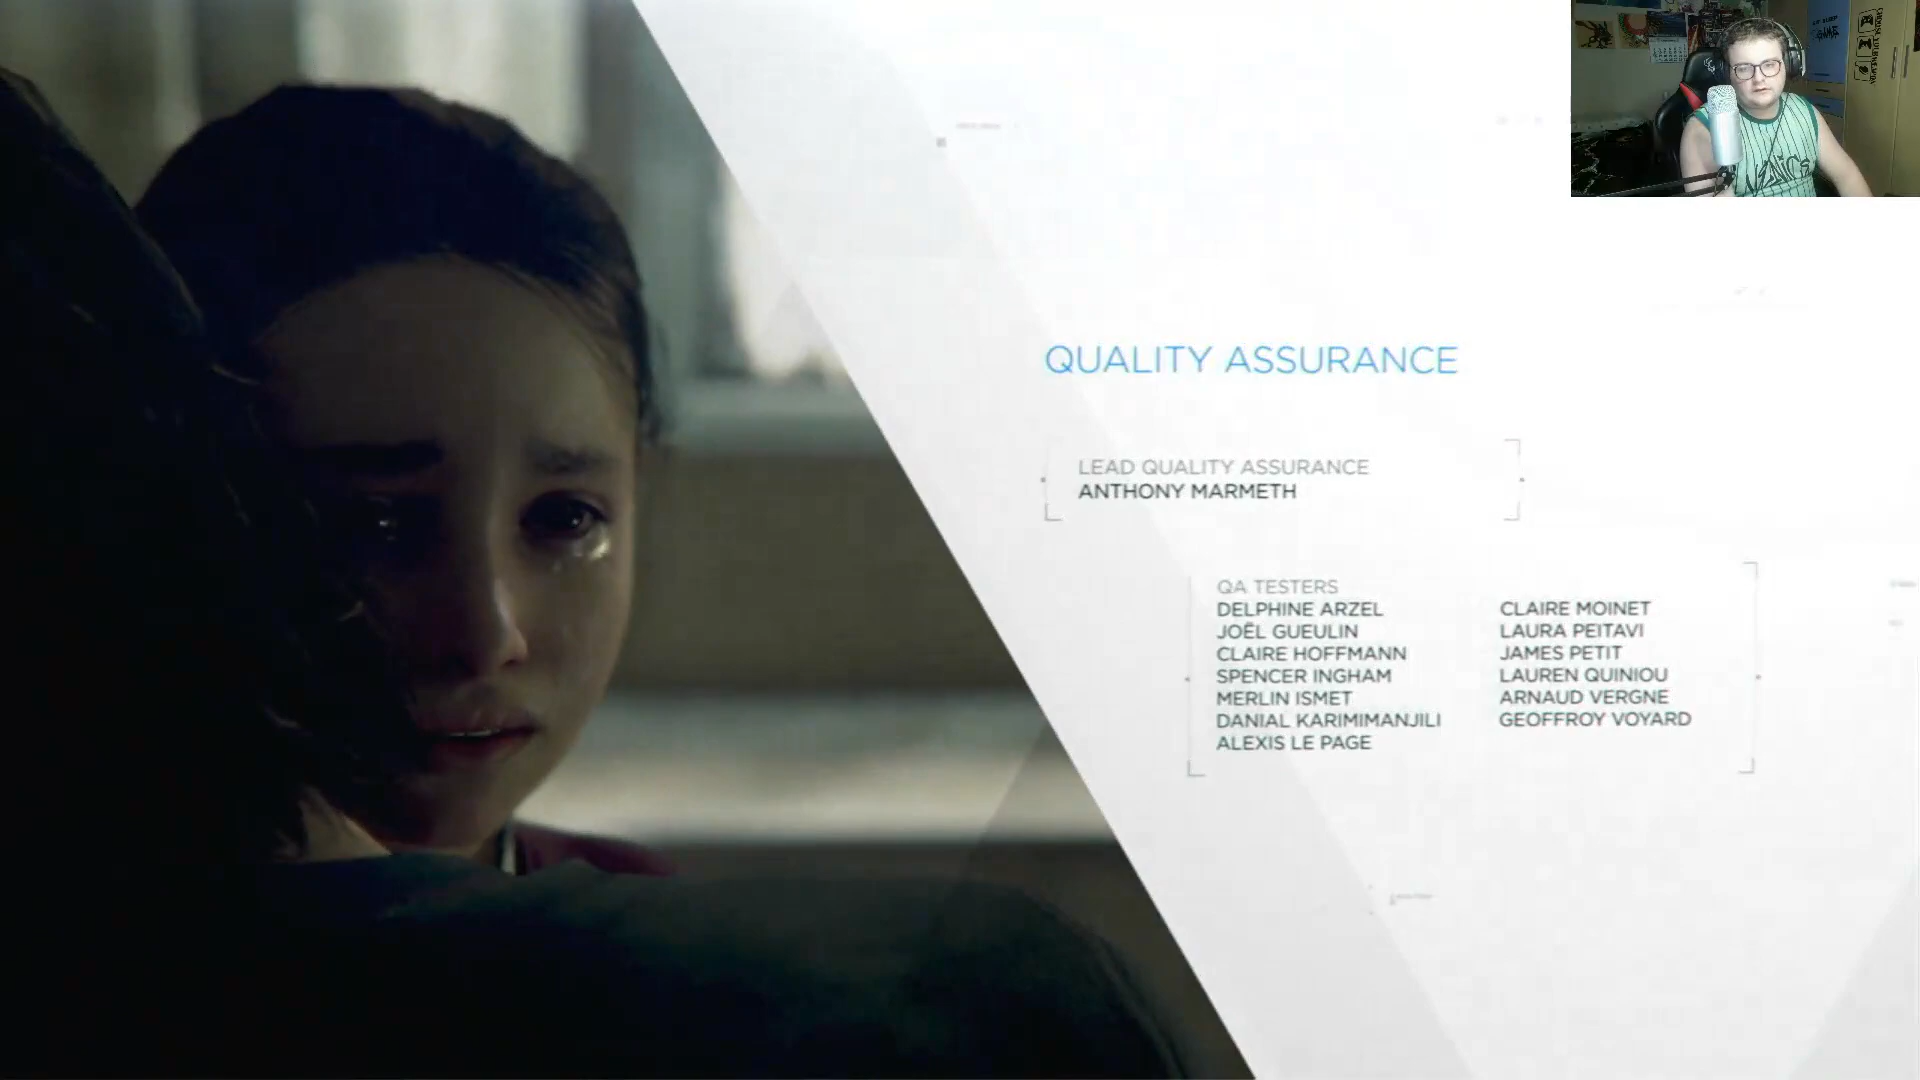 QUALITY ASSURANCE
LEAD QUALITY ASSURANCE
ANTHONY MARMETH
QA TESTERS
DELPHINE ARZEL
JOËL GUEULIN
CLAIRE HOFFMANN
SPENCER INGHAM
MERLIN ISMET
DANIAL KARIMIMANJILI
ALEXIS LE PAGE
CLAIRE MOINET
LAURA PEITAVI
JAMES PETIT
LAUREN QUINIOU
ARNAUD VERGNE
GEOFFROY VOYARD